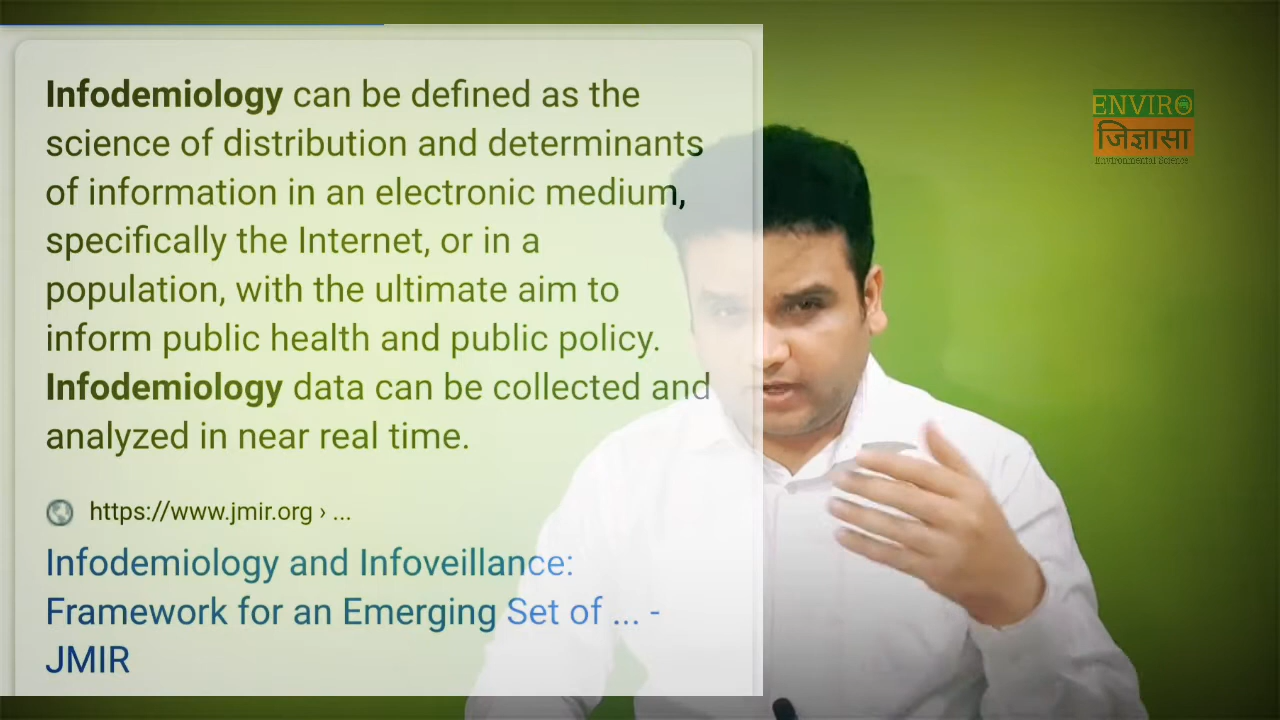 Infodemiology can be defined as the
science of distribution and determinants
of information in an electronic medium,
specifically the Internet, or in a
population, with the ultimate aim to
inform public health and public policy.
Infodemiology data can be collected and
analyzed in near real time.
https://www.jmir.org › ...
Infodemiology and Infoveillance:
Framework for an Emerging Set of ... -
JMIR
ENVIRO
जिज्ञासा
Environmental Science